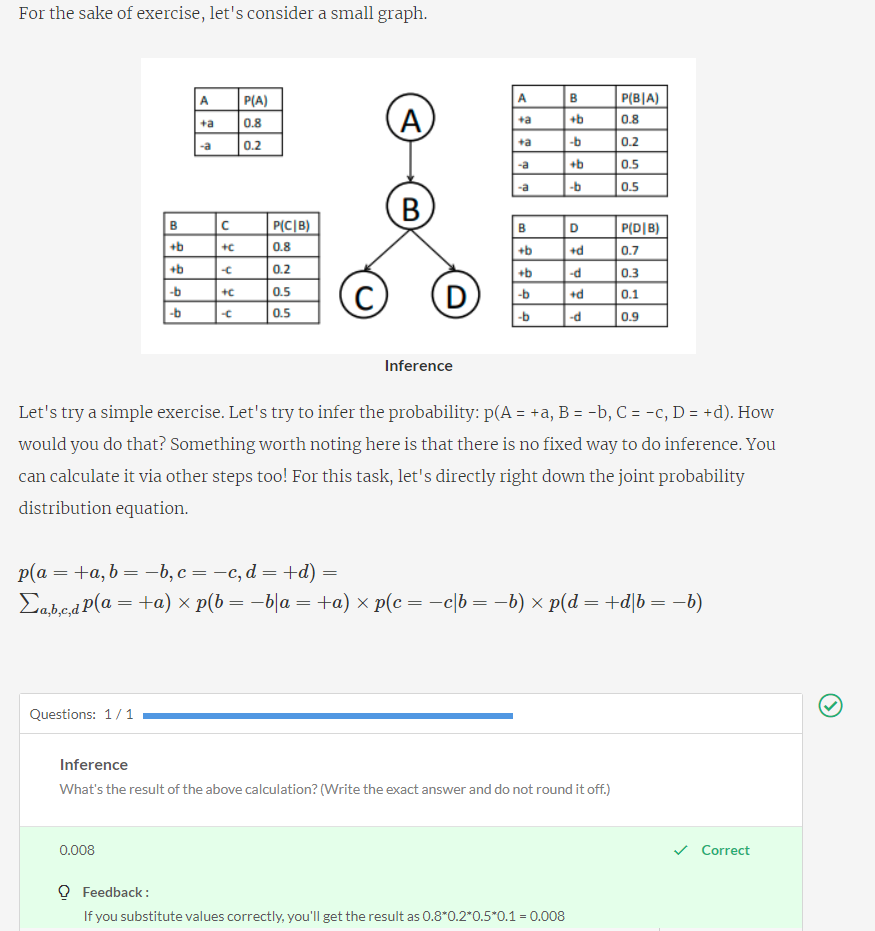 For the sake of exercise, let's consider a small graph.
A P(A)
+a 0.8
-a 0.2
A
B
C
D
A B P(B|A)
+a +b 0.8
+a -b 0.2
-a +b 0.5
-a -b 0.5
B C P(C|B)
+b +c 0.8
+b -c 0.2
-b +c 0.5
-b -c 0.5
B D P(D|B)
+b +d 0.7
+b -d 0.3
-b +d 0.1
-b -d 0.9
Inference
Let's try a simple exercise. Let's try to infer the probability: p(A = +a, B = -b, C = -c, D = +d). How
would you do that? Something worth noting here is that there is no fixed way to do inference. You
can calculate it via other steps too! For this task, let's directly right down the joint probability
distribution equation.
p(a = +a, b = −b, c = −c, d = +d) =
∑a,b,c,d p(a = +a) × p(b = −b|a = +a) × p(c = −c|b = −b) × p(d = +d|b = −b)
Questions: 1 / 1
Inference
What's the result of the above calculation? (Write the exact answer and do not round it off.)
0.008
Correct
Feedback :
If you substitute values correctly, you'll get the result as 0.8*0.2*0.5*0.1 = 0.008